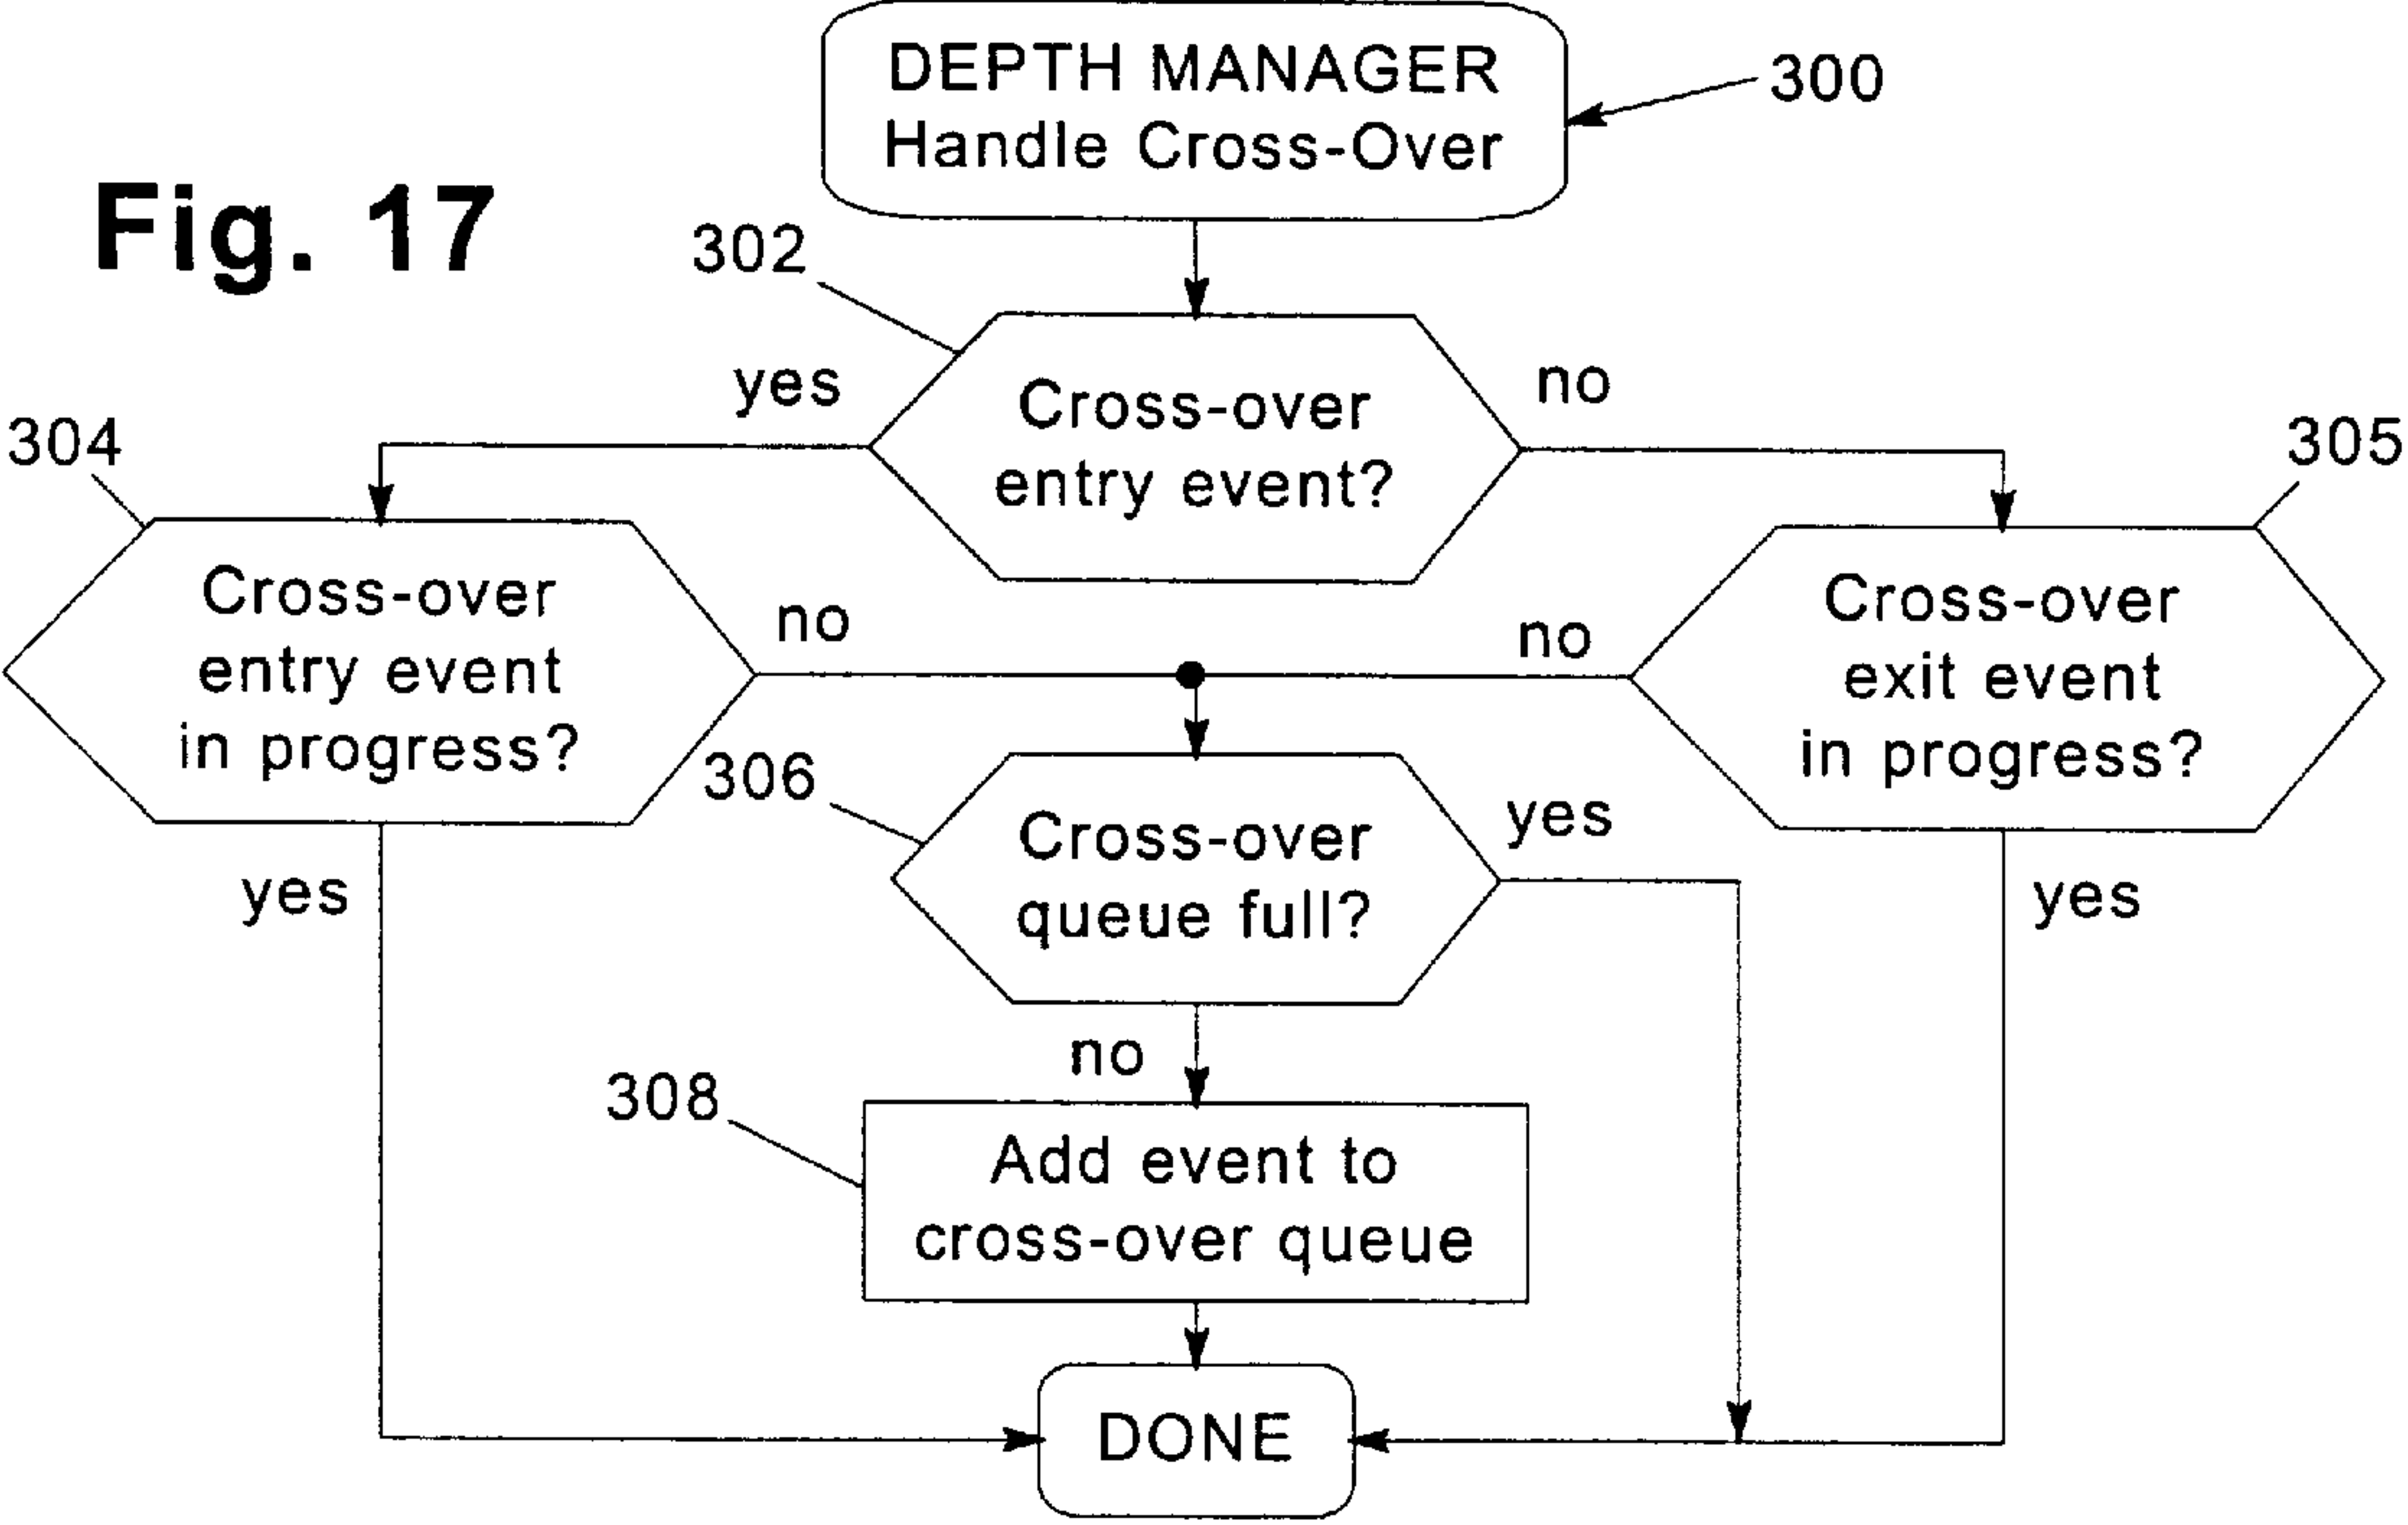 DEPTH MANAGER
Handle Cross-Over
300
Fig. 17
302
yes
no
Cross-over
entry event?
304
305
Cross-over
entry event
in progress?
no
no
Cross-over
exit event
in progress?
306
Cross-over
queue full?
yes
yes
yes
no
308
Add event to
cross-over queue
DONE